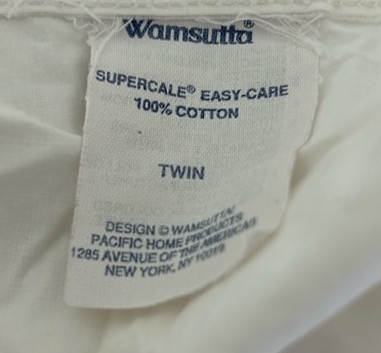 Wamsutta®
SUPERCALE® EASY-CARE
100% COTTON
TWIN
DESIGN © WAMSUTTA/
PACIFIC HOME PRODUCTS
1285 AVENUE OF THE AMERICAS
NEW YORK, NY 10019